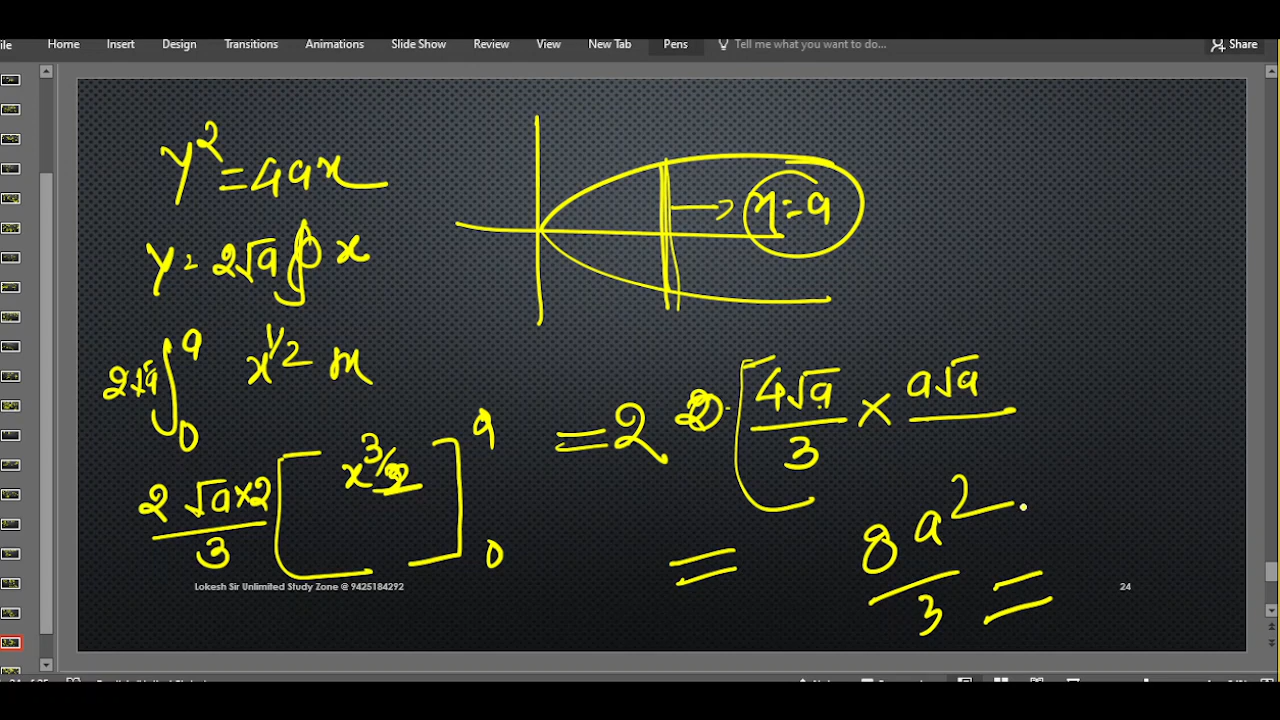 File Home Insert Design Transitions Animations Slide Show Review View New Tab Pens Tell me what you want to do... Share
y² = 4ax
x = a
y = 2√a √x
2√a ∫₀ᵃ x^1/2
2√a×2/3 [x^3/2]₀ᵃ
= 2 [4√a/3 × a√a
= 8a²/3 =
Lokesh Sir Unlimited Study Zone @ 9425184292
24